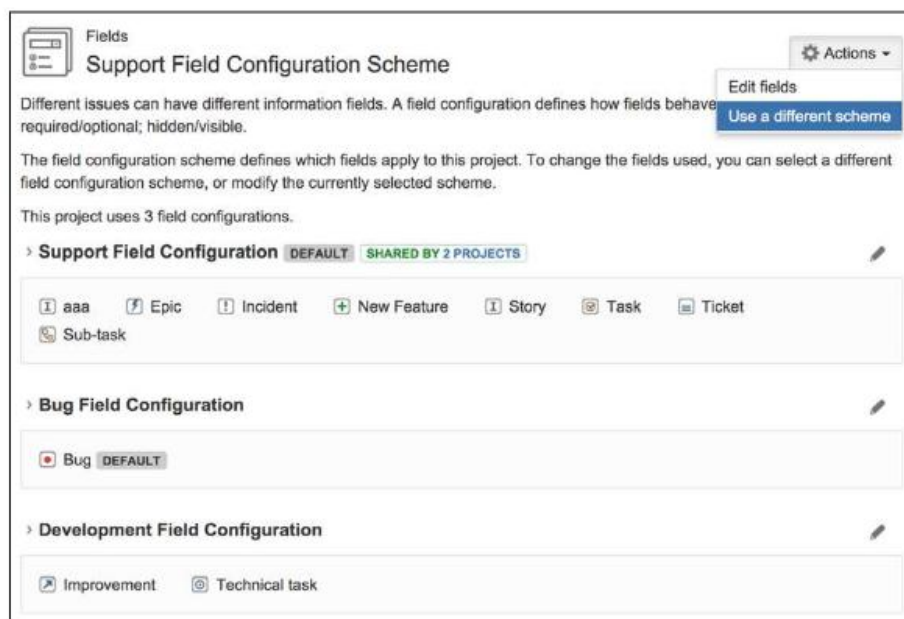 Fields
Support Field Configuration Scheme
Actions
Edit fields
Use a different scheme
Different issues can have different information fields. A field configuration defines how fields behave
required/optional; hidden/visible.
The field configuration scheme defines which fields apply to this project. To change the fields used, you can select a different
field configuration scheme, or modify the currently selected scheme.
This project uses 3 field configurations.
Support Field Configuration DEFAULT SHARED BY 2 PROJECTS
aaa Epic Incident New Feature Story Task Ticket
Sub-task
Bug Field Configuration
Bug DEFAULT
Development Field Configuration
Improvement Technical task